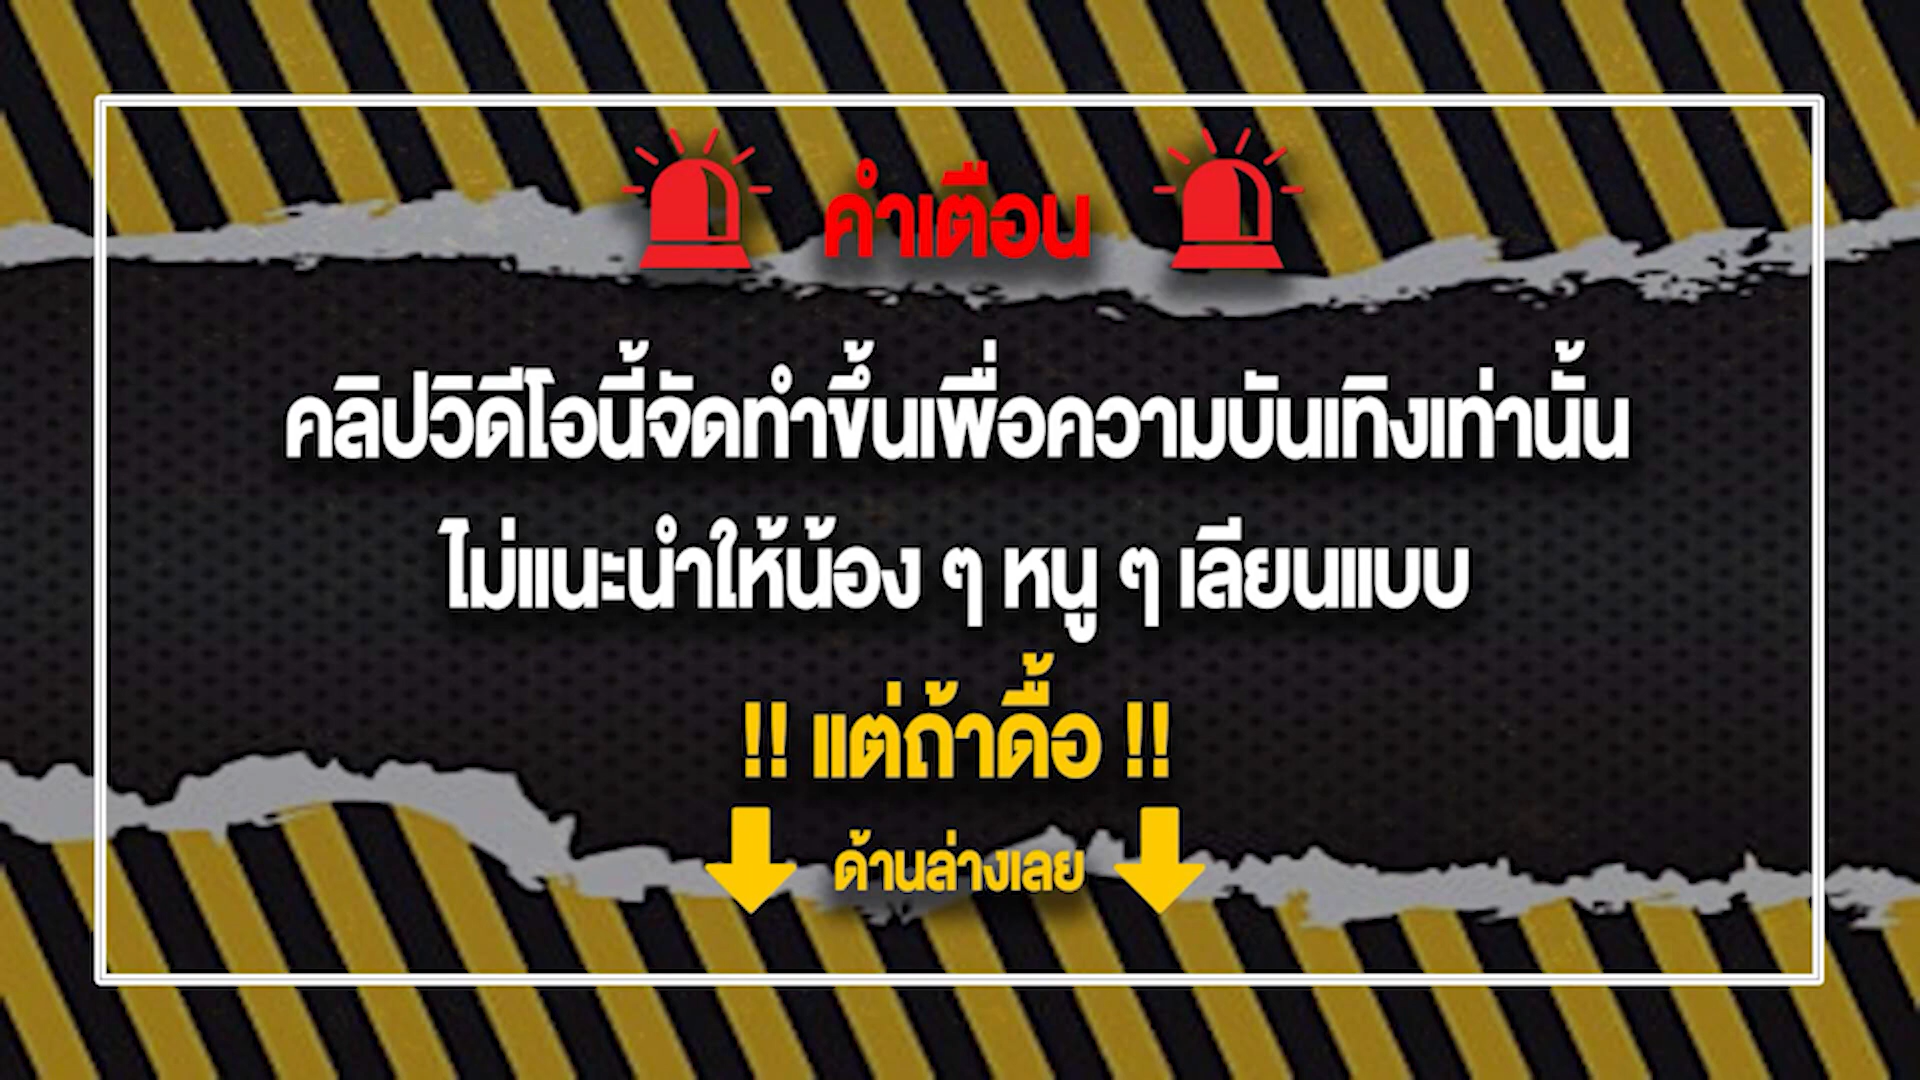 คำเตือน
คลิปวิดีโอนี้จัดทำขึ้นเพื่อความบันเทิงเท่านั้น
ไม่แนะนำให้น้อง ๆ หนู ๆ เลียนแบบ
!! แต่ถ้าดื้อ !!
ด้านล่างเลย